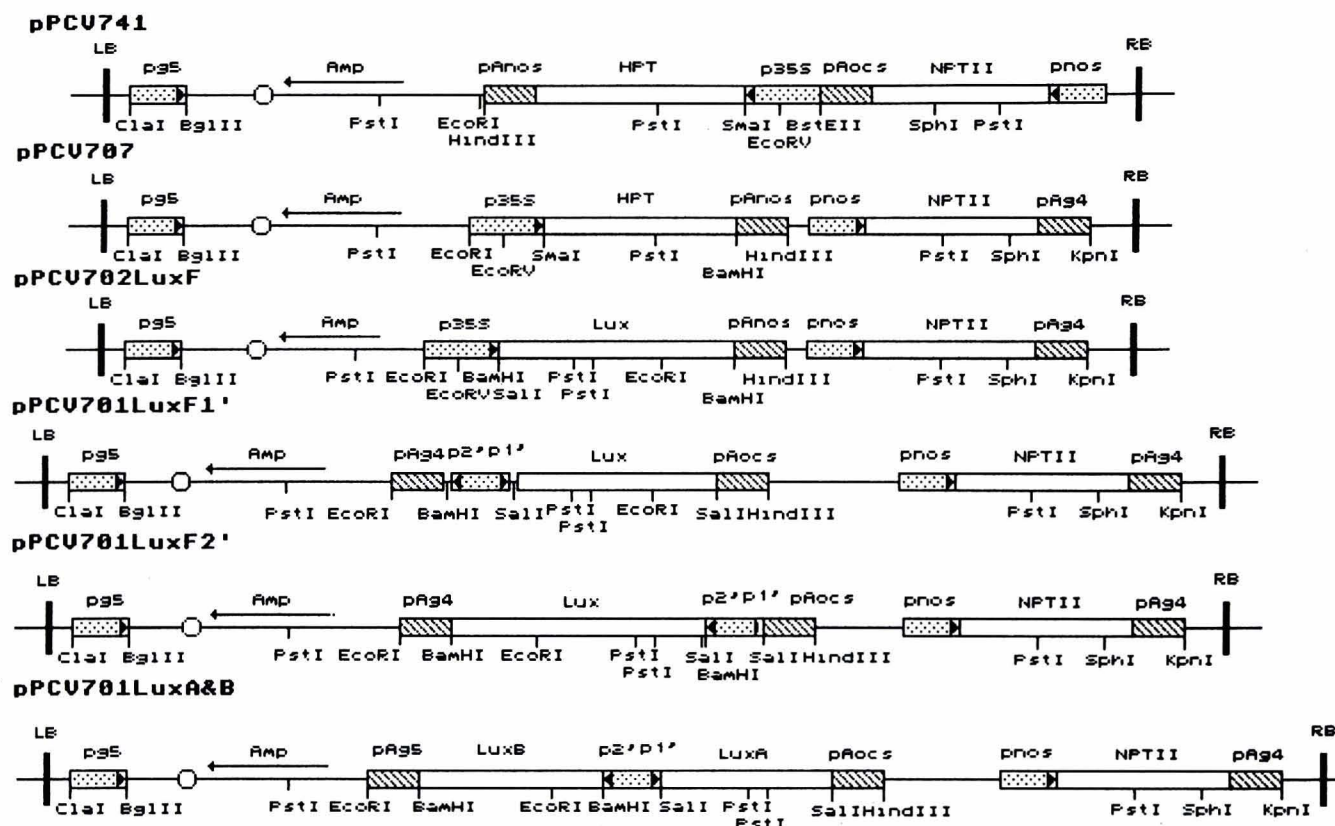 pPCV741
LB RB
pg5 Amp pAnos HPT p35S pAocs NPTII pnos
ClaI BglII PstI EcoRI PstI SmaI BstEII SphI PstI
HindIII EcoRV
pPCV707
LB RB
pg5 Amp p35S HPT pAnos pnos NPTII pAg4
ClaI BglII PstI EcoRI SmaI PstI HindIII PstI SphI KpnI
EcoRV BamHI
pPCV702LuxF
LB RB
pg5 Amp p35S Lux pAnos pnos NPTII pAg4
ClaI BglII PstI EcoRI BamHI PstI EcoRI HindIII PstI SphI KpnI
EcoRV SalI PstI BamHI
pPCV701LuxF1'
LB RB
pg5 Amp pAg4 p2'p1' Lux pAocs pnos NPTII pAg4
ClaI BglII PstI EcoRI BamHI SalI PstI EcoRI SalI HindIII PstI SphI KpnI
PstI
pPCV701LuxF2'
LB RB
pg5 Amp pAg4 Lux p2'p1' pAocs pnos NPTII pAg4
ClaI BglII PstI EcoRI BamHI EcoRI PstI SalI SalI HindIII PstI SphI KpnI
PstI BamHI
pPCV701LuxA&B
LB RB
pg5 Amp pAg5 LuxB p2'p1' LuxA pAocs pnos NPTII pAg4
ClaI BglII PstI EcoRI BamHI EcoRI BamHI SalI PstI SalI HindIII PstI SphI KpnI
PstI